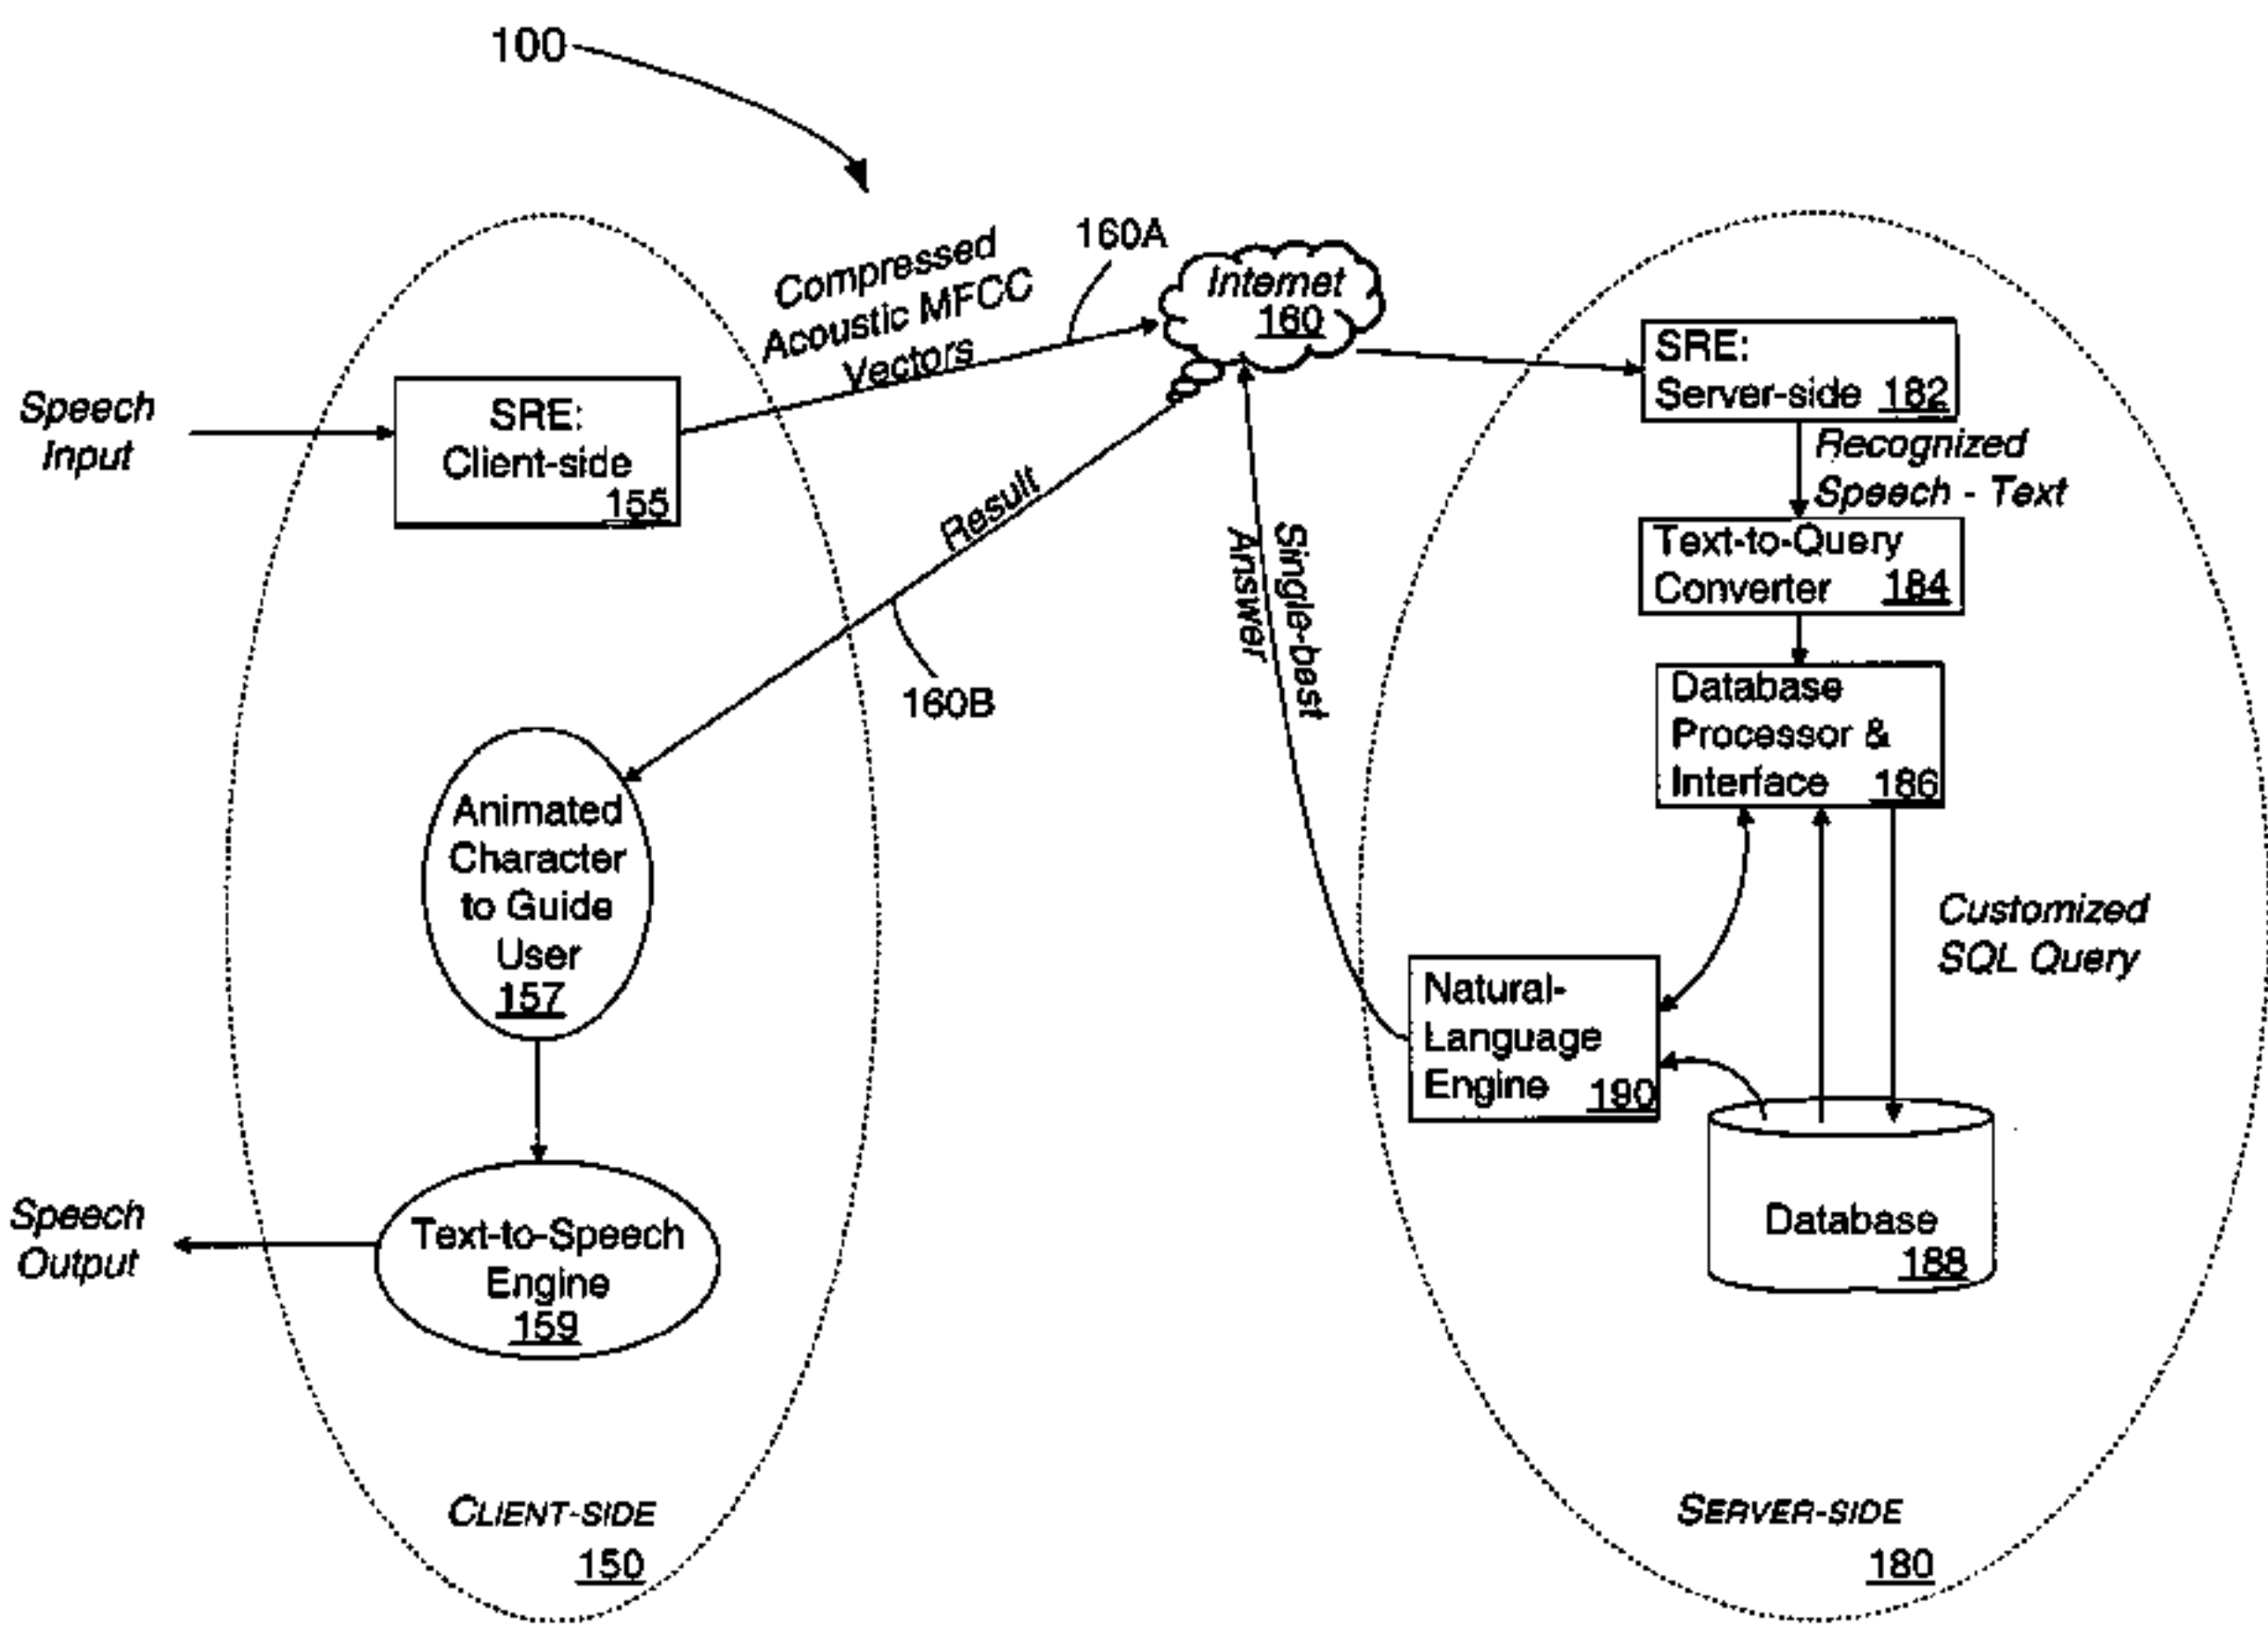 100
160A
Compressed
Acoustic MFCC
Vectors
Internet
160
Speech
Input
SRE:
Client-side
155
SRE:
Server-side 182
Recognized
Speech - Text
Result
Single-best
Answer
Text-to-Query
Converter 184
160B
Database
Processor &
Interface 186
Animated
Character
to Guide
User
157
Customized
SQL Query
Natural-
Language
Engine 190
Speech
Output
Text-to-Speech
Engine
159
Database
188
CLIENT-SIDE
150
SERVER-SIDE
180